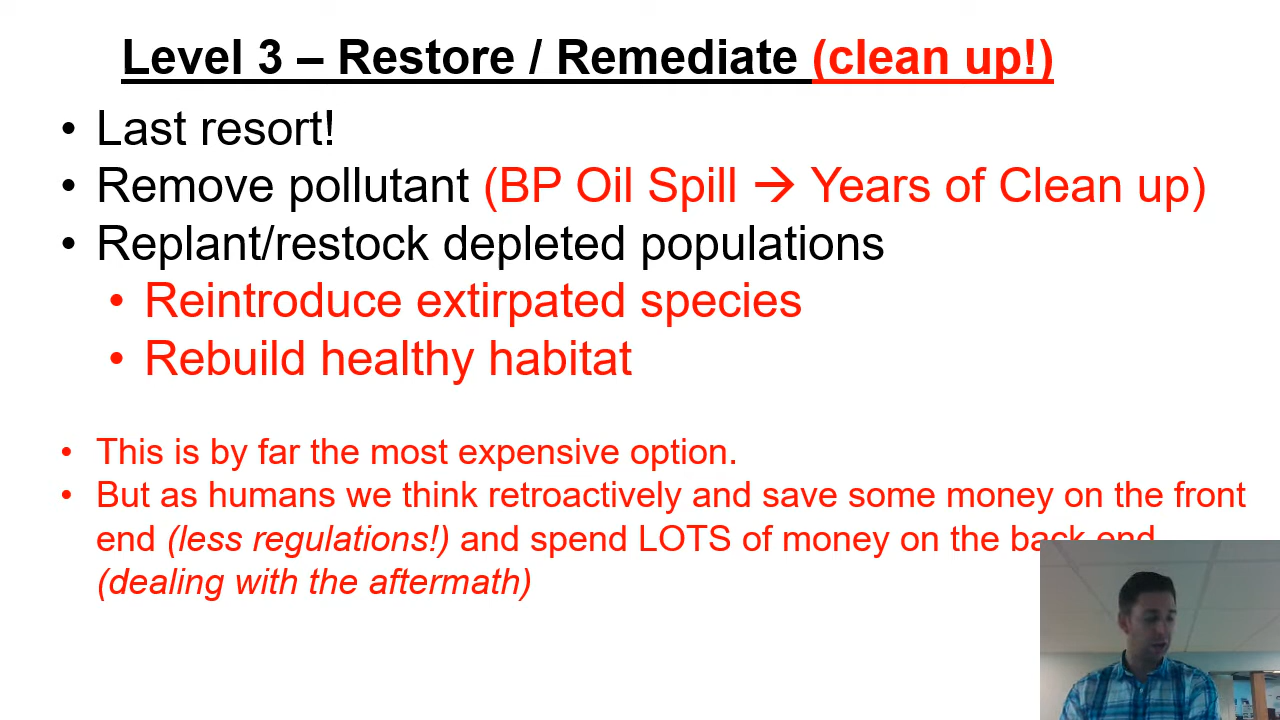 Level 3 – Restore / Remediate (clean up!)
• Last resort!
• Remove pollutant (BP Oil Spill → Years of Clean up)
• Replant/restock depleted populations
• Reintroduce extirpated species
• Rebuild healthy habitat
• This is by far the most expensive option.
• But as humans we think retroactively and save some money on the front
end (less regulations!) and spend LOTS of money on the back end
(dealing with the aftermath)